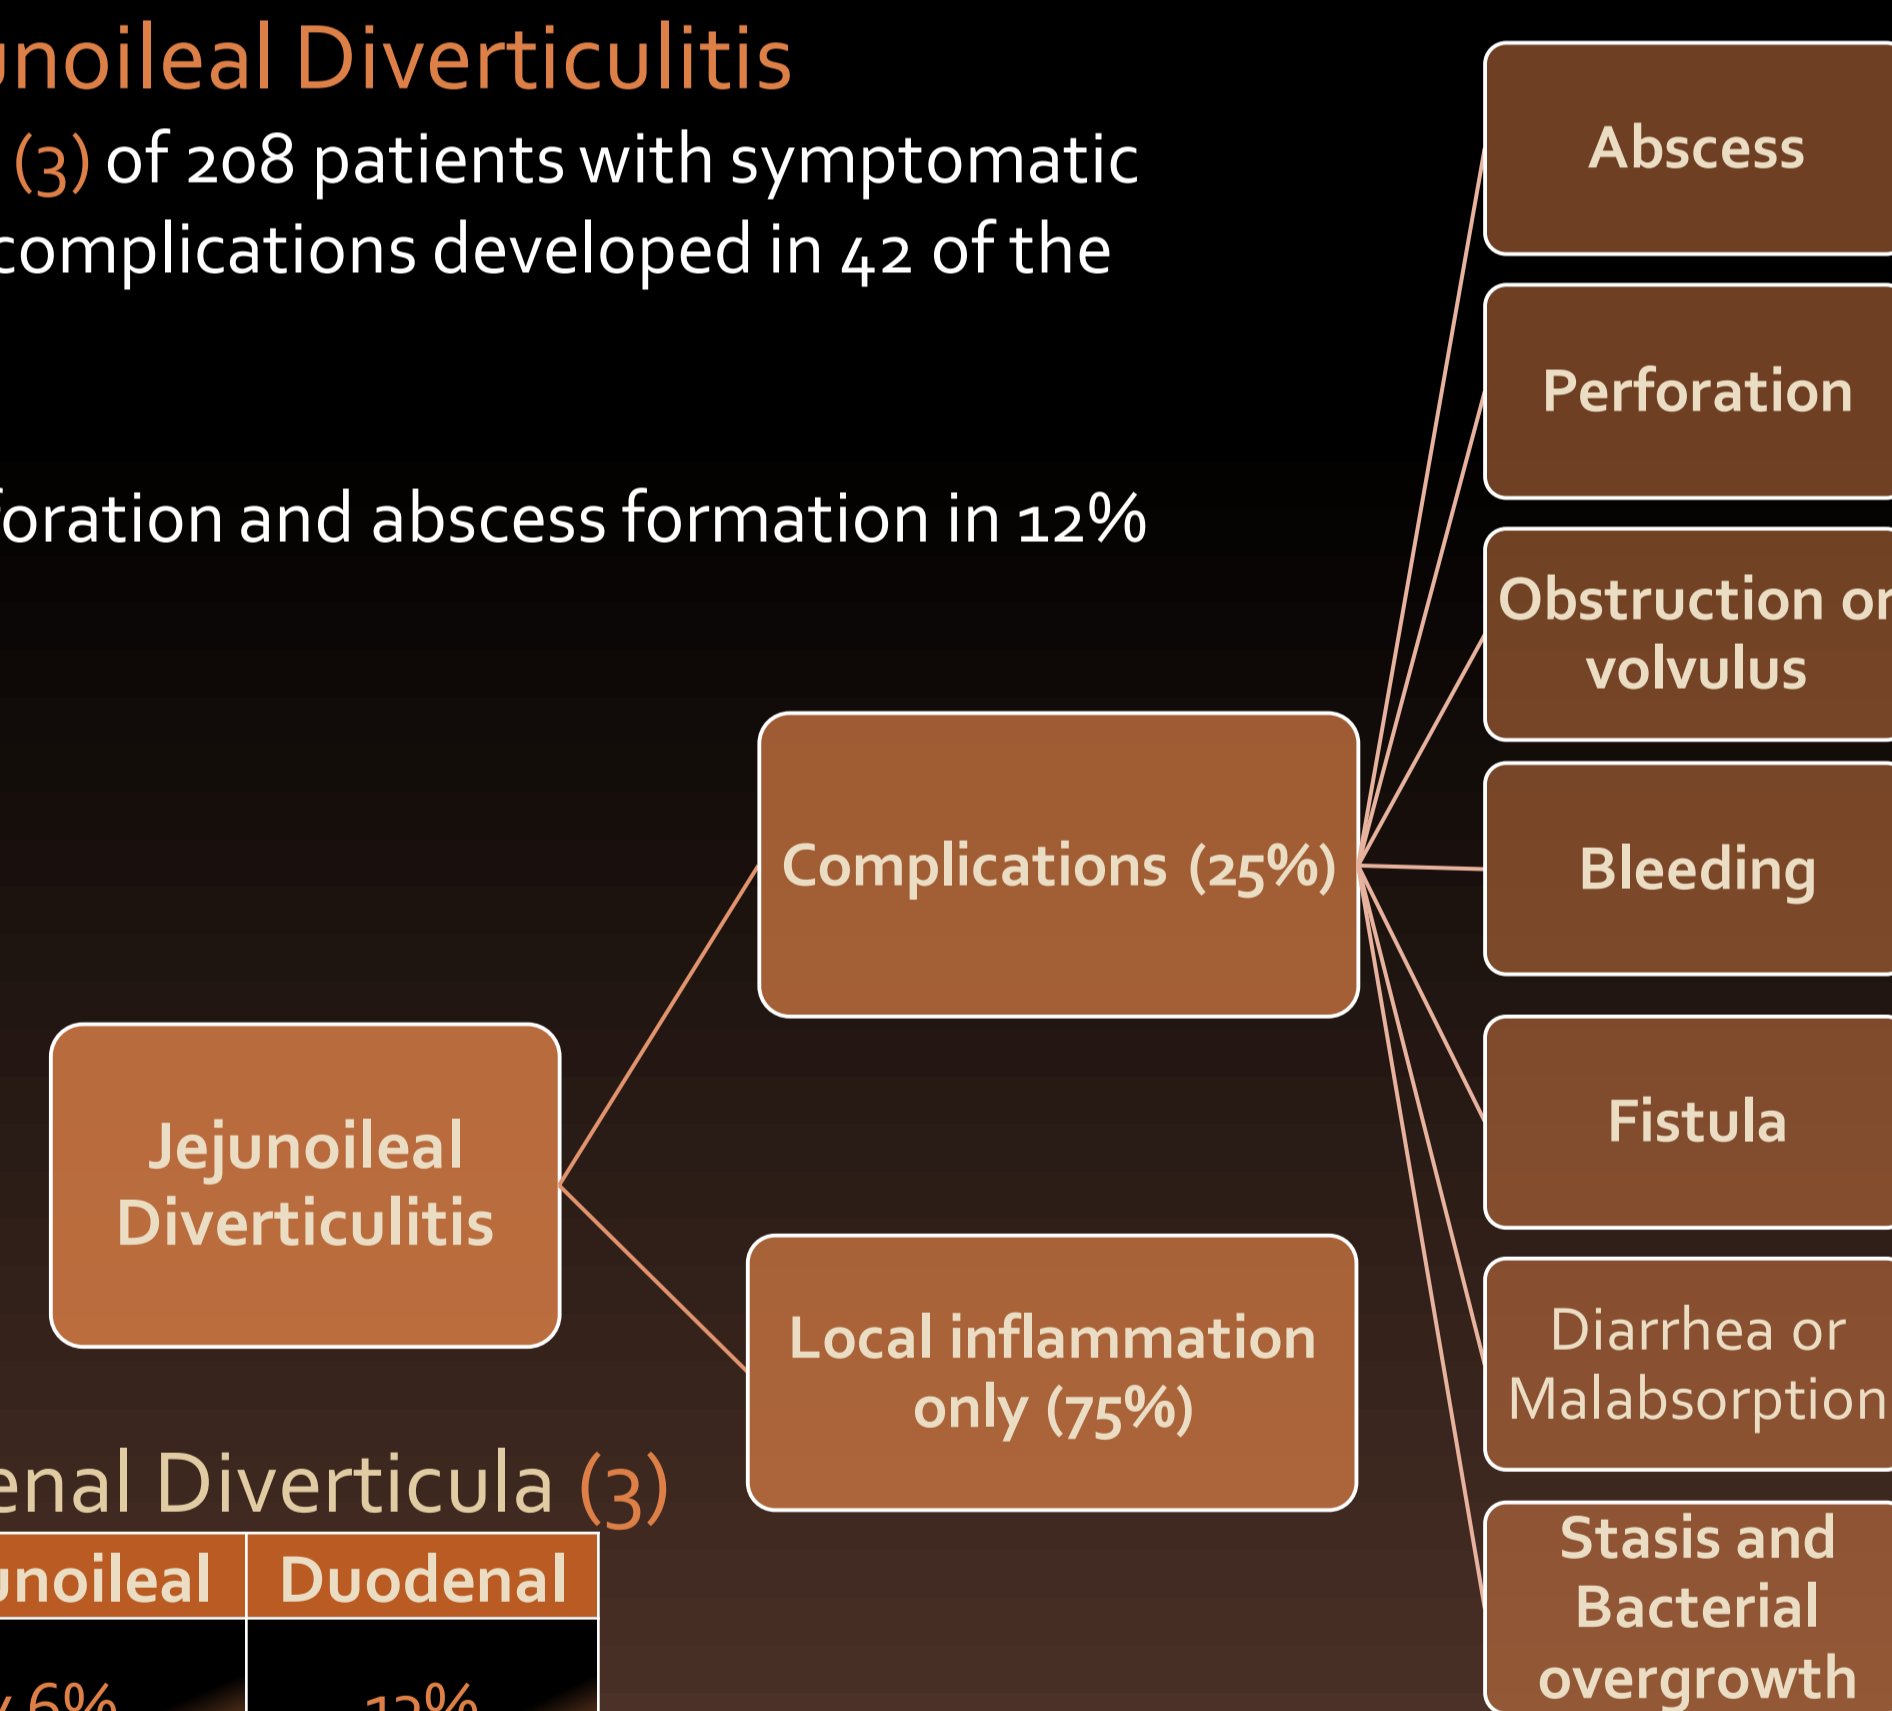 unoileal Diverticulitis
(3) of 208 patients with symptomatic
complications developed in 42 of the
foration and abscess formation in 12%
Abscess
Perforation
Obstruction or
volvulus
Complications (25%)
Bleeding
Jejunoileal
Diverticulitis
Fistula
Local inflammation
only (75%)
Diarrhea or
Malabsorption
Stasis and
Bacterial
overgrowth
enal Diverticula (3)
unoileal Duodenal
6%